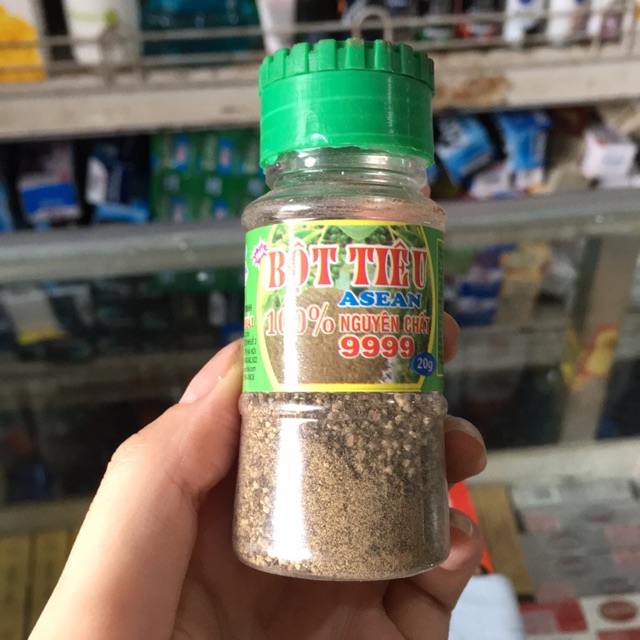 BỘT TIÊU
ASEAN
100% NGUYÊN CHẤT
9999
20g